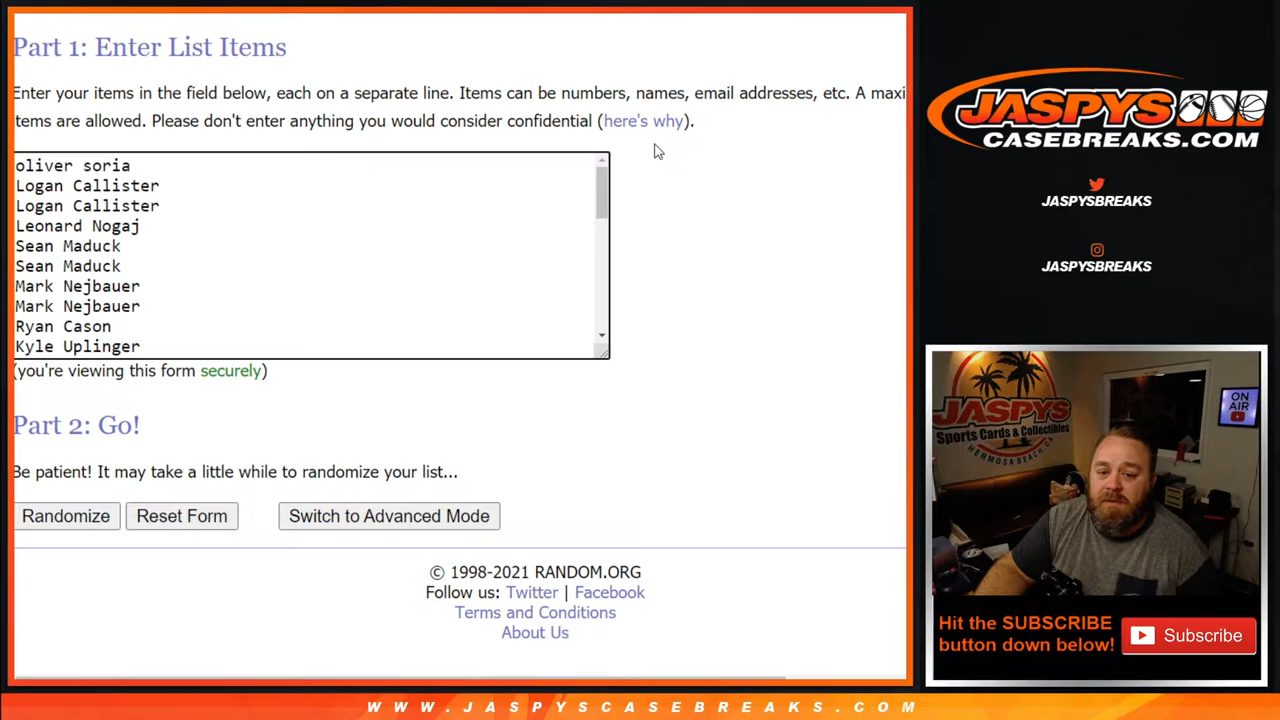 Part 1: Enter List Items
Enter your items in the field below, each on a separate line. Items can be numbers, names, email addresses, etc. A maxi
items are allowed. Please don't enter anything you would consider confidential (here's why).
oliver soria
Logan Callister
Logan Callister
Leonard Nogaj
Sean Maduck
Sean Maduck
Mark Nejbauer
Mark Nejbauer
Ryan Cason
Kyle Uplinger
(you're viewing this form securely)
Part 2: Go!
Be patient! It may take a little while to randomize your list...
Randomize Reset Form Switch to Advanced Mode
© 1998-2021 RANDOM.ORG
Follow us: Twitter | Facebook
Terms and Conditions
About Us
JASPYS
CASEBREAKS.COM
JASPYSBREAKS
JASPYSBREAKS
JASPYS
Sports Cards & Collectibles
HERMOSA BEACH, CA
ON
AIR
Hit the SUBSCRIBE
button down below!
Subscribe
WWW.JASPYSCASEBREAKS.COM